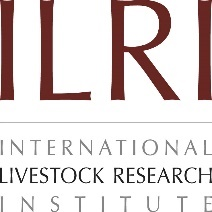 ILRI
INTERNATIONAL
LIVESTOCK RESEARCH
INSTITUTE